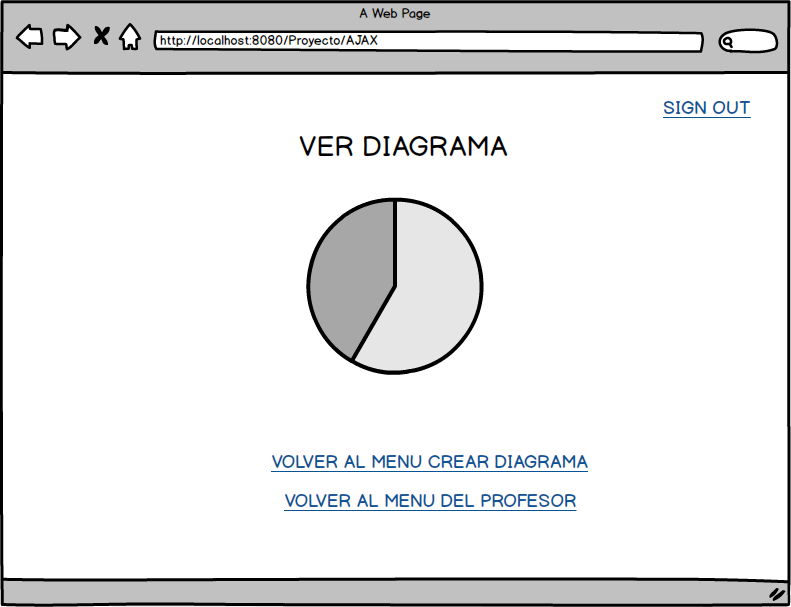 A Web Page
http://localhost:8080/Proyecto/AJAX
SIGN OUT
VER DIAGRAMA
VOLVER AL MENU CREAR DIAGRAMA
VOLVER AL MENU DEL PROFESOR